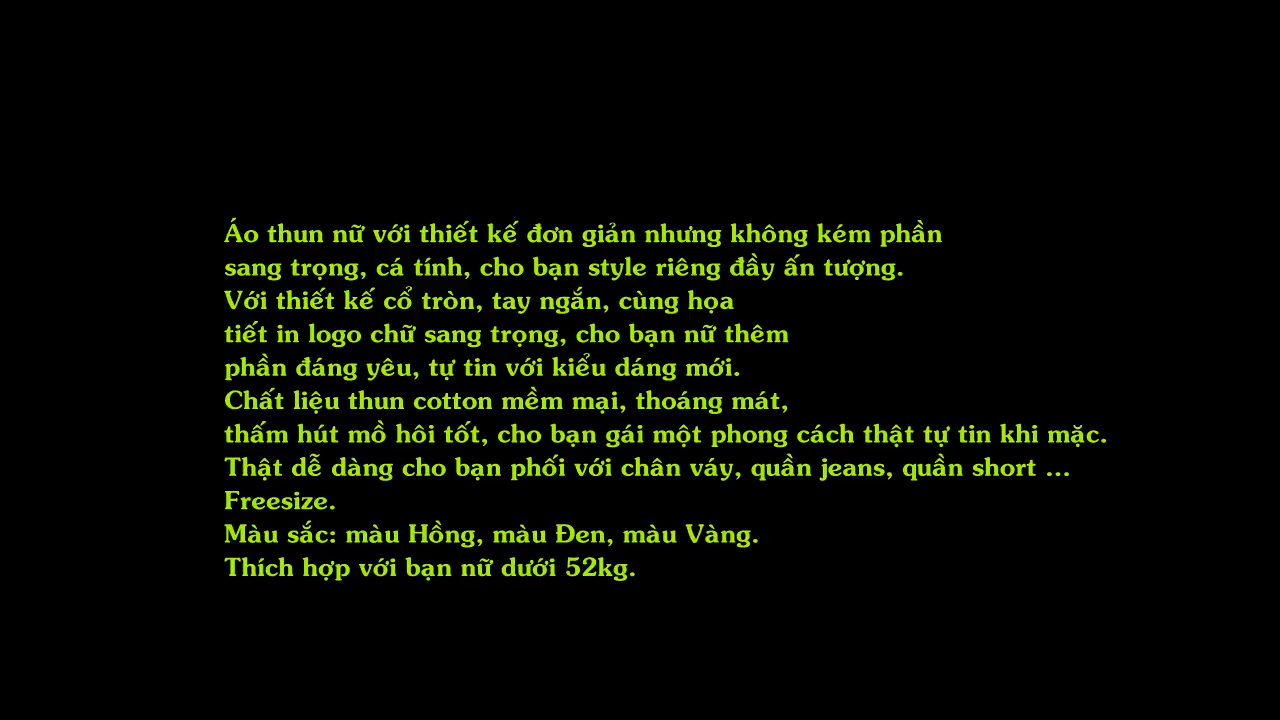 Áo thun nữ với thiết kế đơn giản nhưng không kém phần
sang trọng, cá tính, cho bạn style riêng đầy ấn tượng.
Với thiết kế cổ tròn, tay ngắn, cùng họa
tiết in logo chữ sang trọng, cho bạn nữ thêm
phần đáng yêu, tự tin với kiểu dáng mới.
Chất liệu thun cotton mềm mại, thoáng mát,
thấm hút mồ hôi tốt, cho bạn gái một phong cách thật tự tin khi mặc.
Thật dễ dàng cho bạn phối với chân váy, quần jeans, quần short ...
Freesize.
Màu sắc: màu Hồng, màu Đen, màu Vàng.
Thích hợp với bạn nữ dưới 52kg.